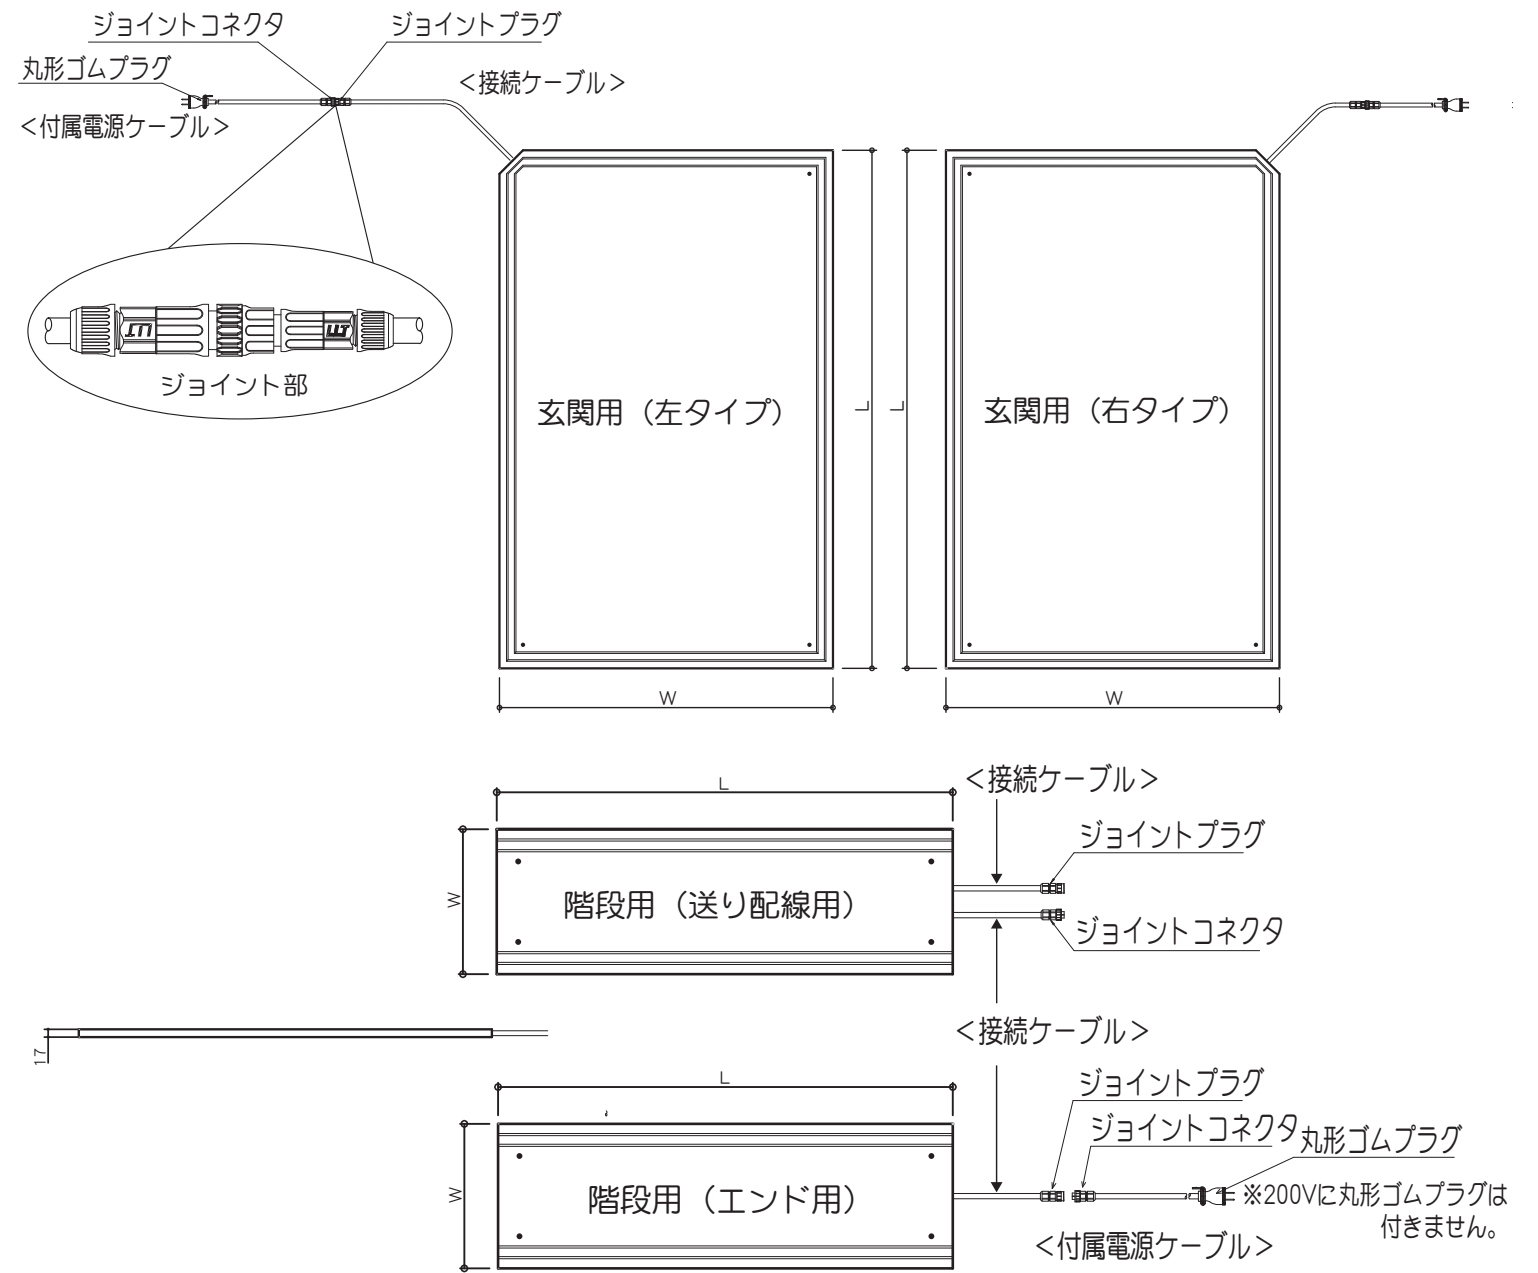 ジョイントコネクタ
ジョイントプラグ
丸形ゴムプラグ
＜接続ケーブル＞
＜付属電源ケーブル＞
ジョイント部
玄関用（左タイプ）
L
L
玄関用（右タイプ）
W
W
L
＜接続ケーブル＞
ジョイントプラグ
W
階段用（送り配線用）
ジョイントコネクタ
17
＜接続ケーブル＞
L
ジョイントプラグ
ジョイントコネクタ
丸形ゴムプラグ
W
階段用（エンド用）
※200Vに丸形ゴムプラグは
付きません。
＜付属電源ケーブル＞